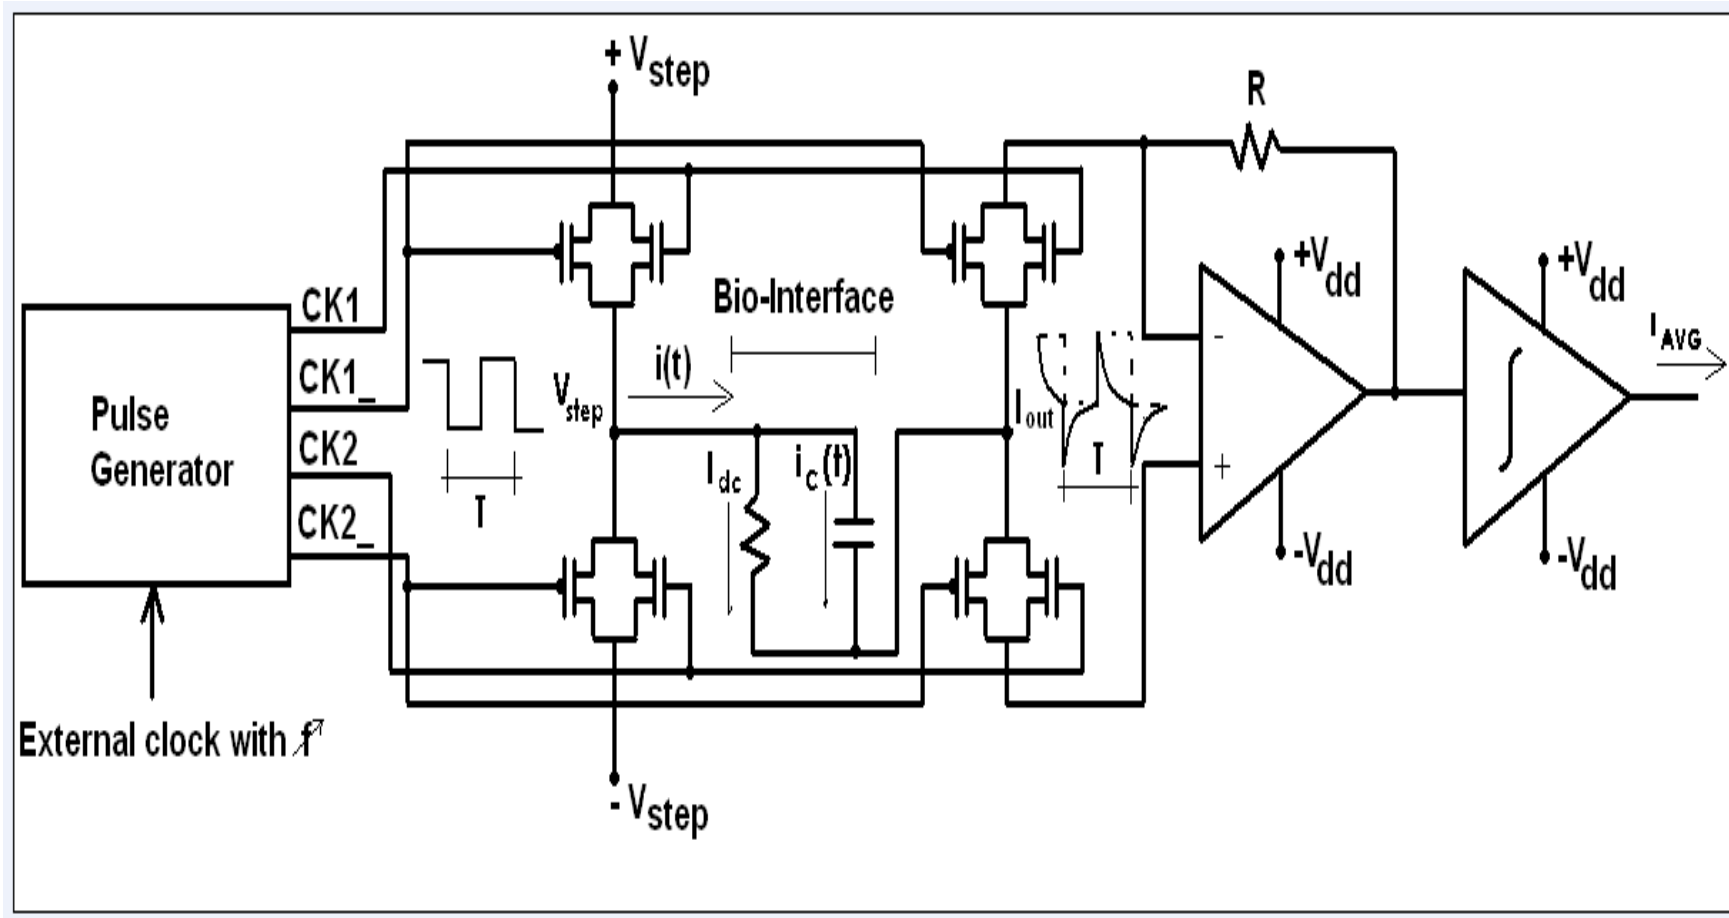 + Vstep
R
+Vdd
+Vdd
Bio-Interface
CK1
CK1_
CK2
CK2_
Pulse
Generator
T
Vstep
i(t)
Idc
ic(t)
Iout
T
-
+
∫
IAVG
-Vdd
-Vdd
External clock with f
- Vstep